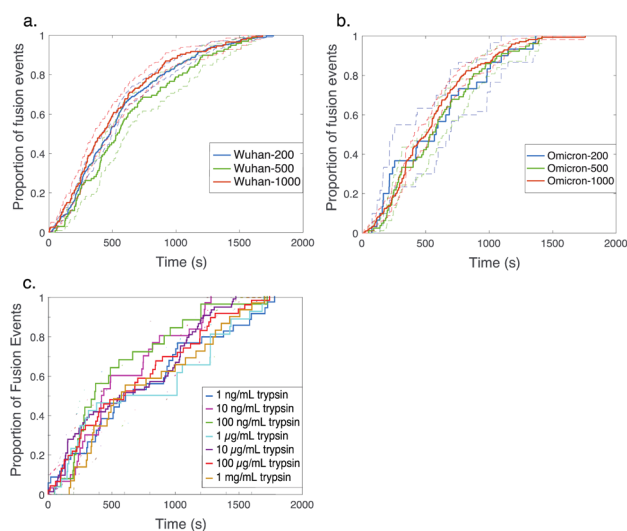 a.
Proportion of fusion events
1
0.8
0.6
0.4
0.2
0
Wuhan-200
Wuhan-500
Wuhan-1000
0 500 1000 1500 2000
Time (s)
b.
Proportion of fusion events
1
0.8
0.6
0.4
0.2
0
Omicron-200
Omicron-500
Omicron-1000
0 500 1000 1500 2000
Time (s)
c.
Proportion of Fusion Events
1
0.8
0.6
0.4
0.2
0
1 ng/mL trypsin
10 ng/mL trypsin
100 ng/mL trypsin
1 µg/mL trypsin
10 µg/mL trypsin
100 µg/mL trypsin
1 mg/mL trypsin
0 400 800 1200 1600 2000
Time (s)